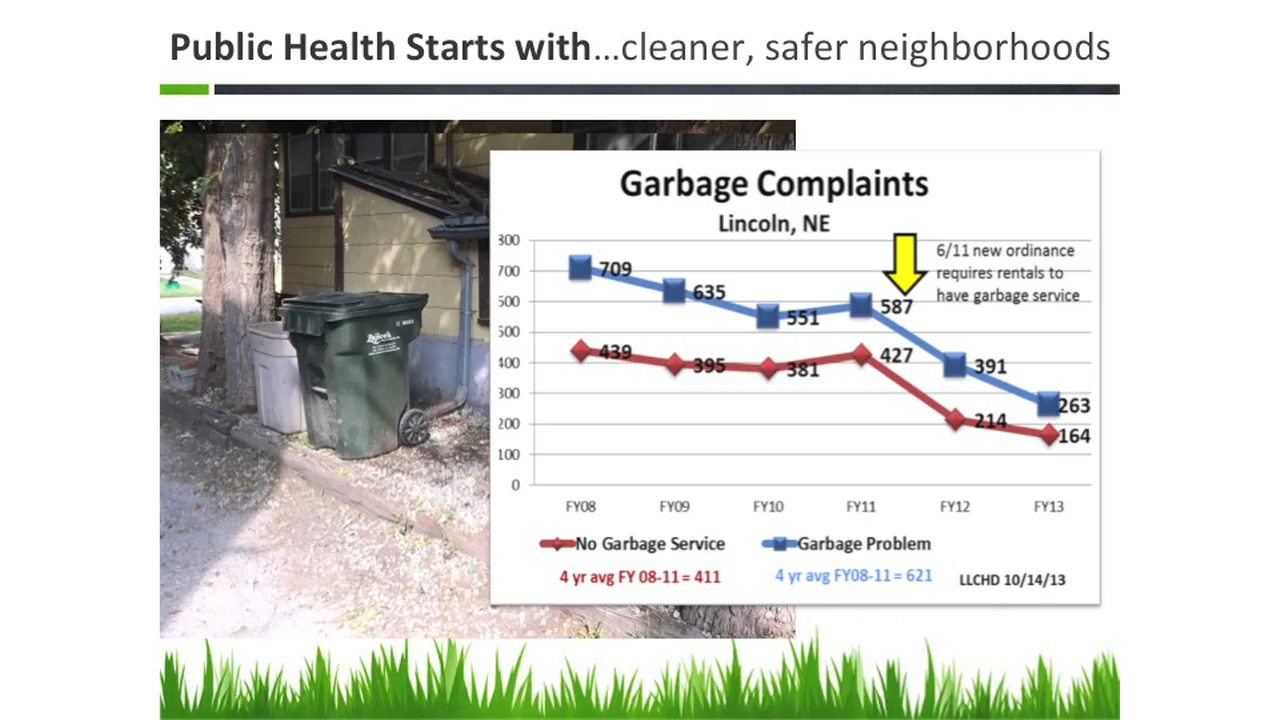 Public Health Starts with...cleaner, safer neighborhoods
Garbage Complaints
Lincoln, NE
6/11 new ordinance
requires rentals to
have garbage service
800
700
600
500
400
300
200
100
0
709
635
551
587
391
263
439
395
381
427
214
164
FY08 FY09 FY10 FY11 FY12 FY13
No Garbage Service Garbage Problem
4 yr avg FY 08-11= 411 4 yr avg FY08-11= 621 LLCHD 10/14/13